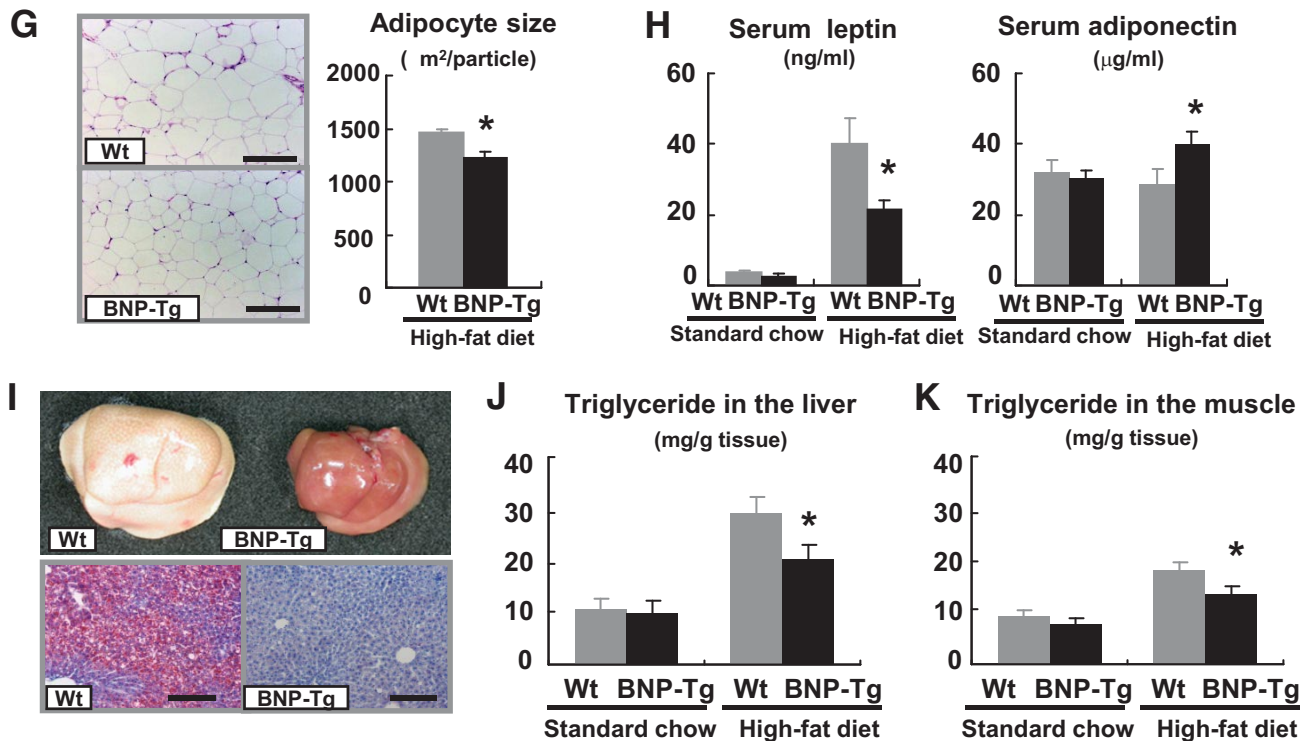 G
Wt
BNP-Tg
Adipocyte size
( m²/particle)
2000
1500
1000
500
0
Wt BNP-Tg
High-fat diet
H
Serum leptin
(ng/ml)
60
40
20
0
*
*
Wt BNP-Tg Wt BNP-Tg
Standard chow High-fat diet
Serum adiponectin
(μg/ml)
60
40
20
0
*
Wt BNP-Tg Wt BNP-Tg
Standard chow High-fat diet
I
Wt
BNP-Tg
Wt
BNP-Tg
J
Triglyceride in the liver
(mg/g tissue)
40
30
20
10
0
*
Wt BNP-Tg Wt BNP-Tg
Standard chow High-fat diet
K
Triglyceride in the muscle
(mg/g tissue)
40
30
20
10
0
*
Wt BNP-Tg Wt BNP-Tg
Standard chow High-fat diet